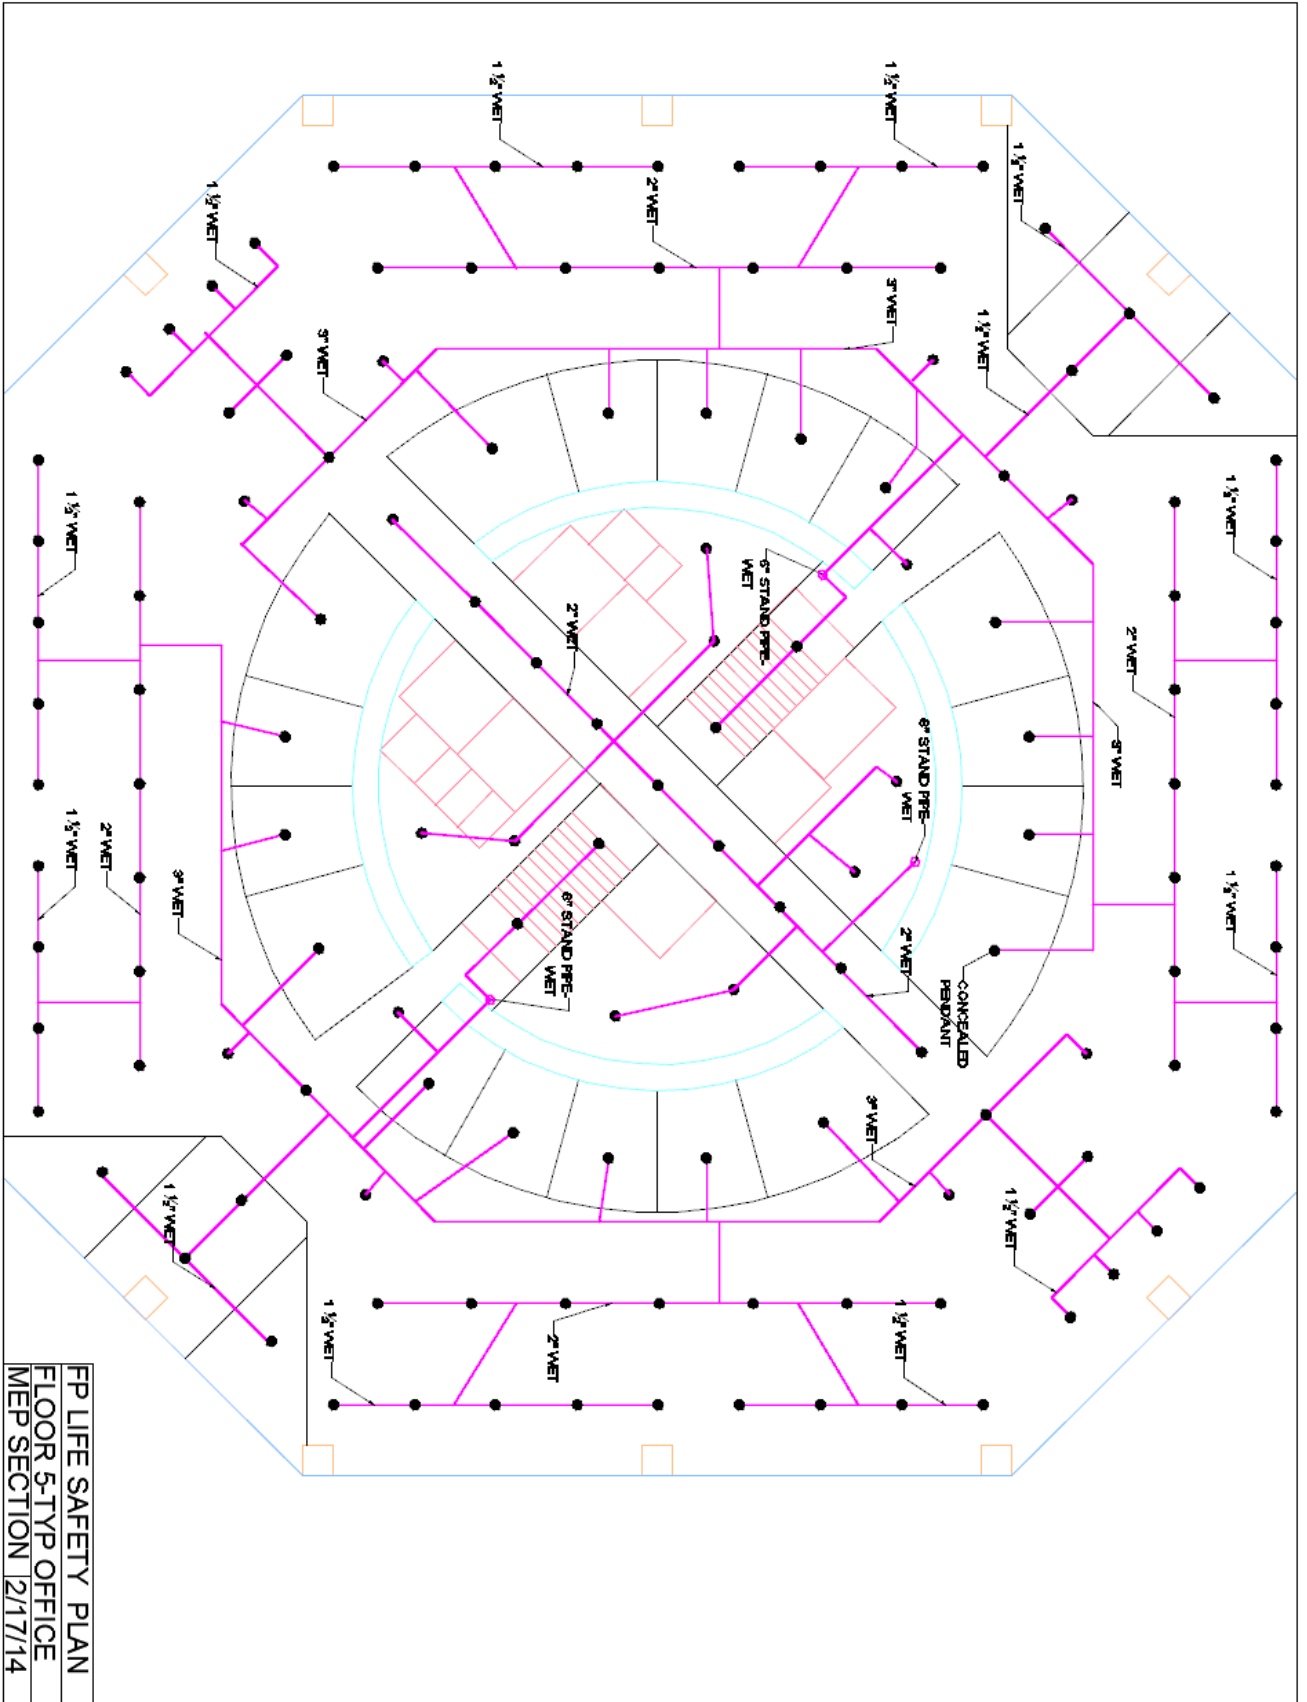 1 ½" WET
1 ½" WET
1 ½" WET
1 ½" WET
2" WET
3" WET
3" WET
1 ½" WET
1 ½" WET
1 ½" WET
6" STAND PIPE-
WET
2" WET
2" WET
3" WET
6" STAND PIPE-
WET
1 ½" WET
2" WET
3" WET
1 ½" WET
6" STAND PIPE-
WET
2" WET
CONCEALED
PENDANT
3" WET
1 ½" WET
1 ½" WET
1 ½" WET
2" WET
1 ½" WET
FP LIFE SAFETY PLAN
FLOOR 5-TYP OFFICE
MEP SECTION 2/17/14